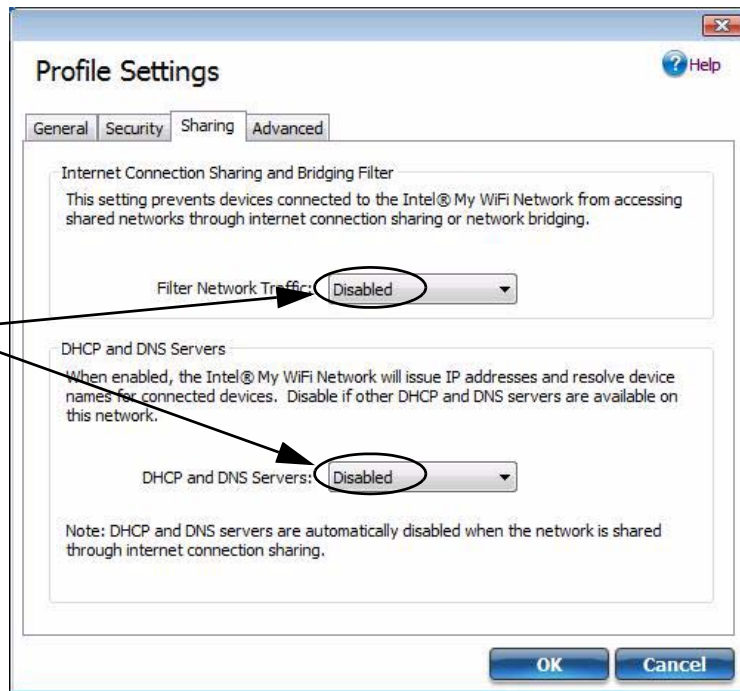 Profile Settings
? Help
General Security Sharing Advanced
Internet Connection Sharing and Bridging Filter
This setting prevents devices connected to the Intel® My WiFi Network from accessing
shared networks through internet connection sharing or network bridging.
Filter Network Traffic: Disabled
DHCP and DNS Servers
When enabled, the Intel® My WiFi Network will issue IP addresses and resolve device
names for connected devices. Disable if other DHCP and DNS servers are available on
this network.
DHCP and DNS Servers: Disabled
Note: DHCP and DNS servers are automatically disabled when the network is shared
through internet connection sharing.
OK Cancel